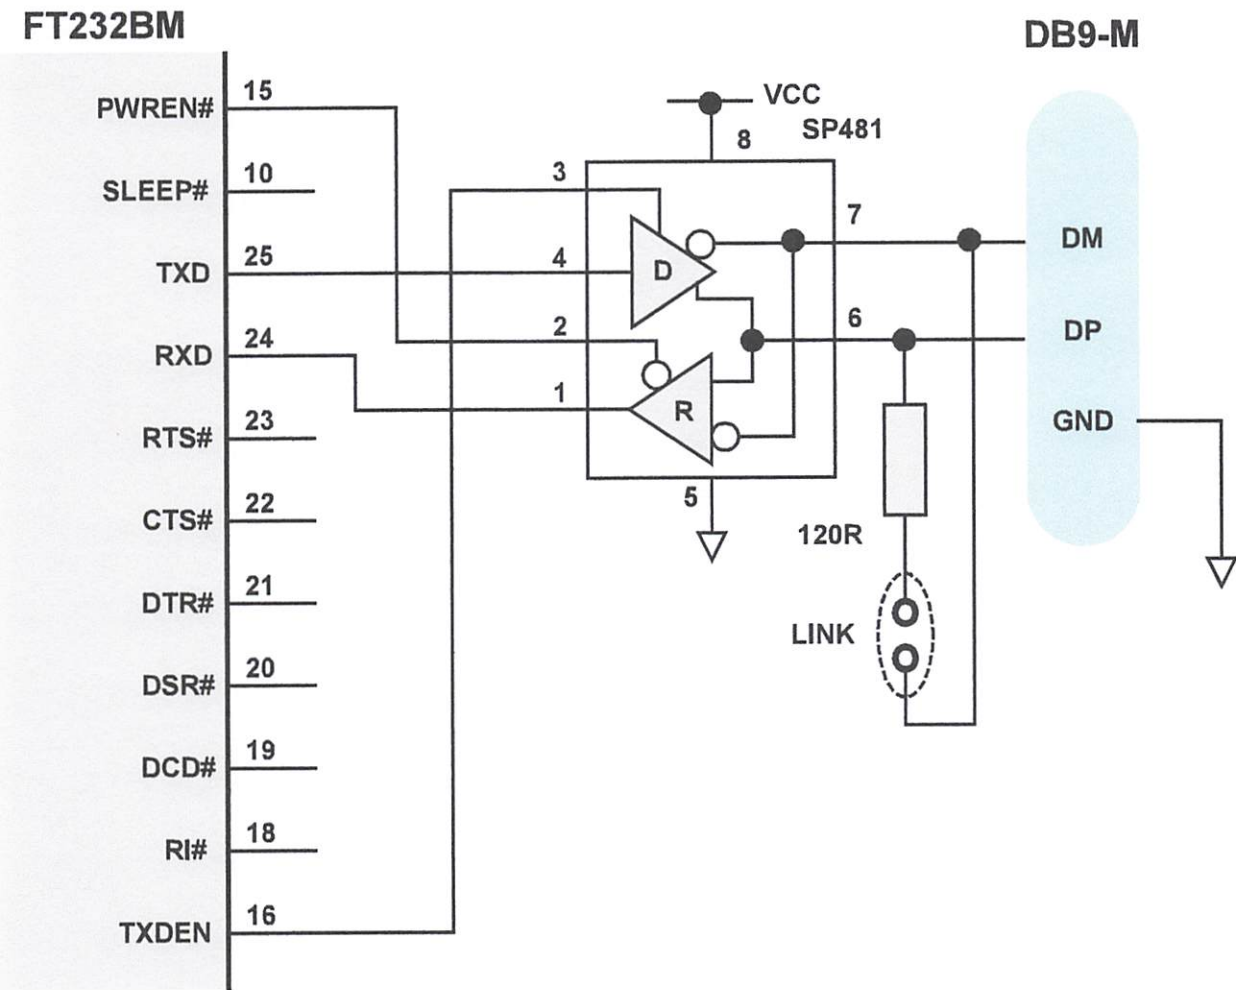 FT232BM
DB9-M
PWREN# 15
SLEEP# 10
TXD 25
RXD 24
RTS# 23
CTS# 22
DTR# 21
DSR# 20
DCD# 19
RI# 18
TXDEN 16
VCC
8 SP481
3
4 D
2
1 R
5
7
6
DM
DP
GND
120R
LINK